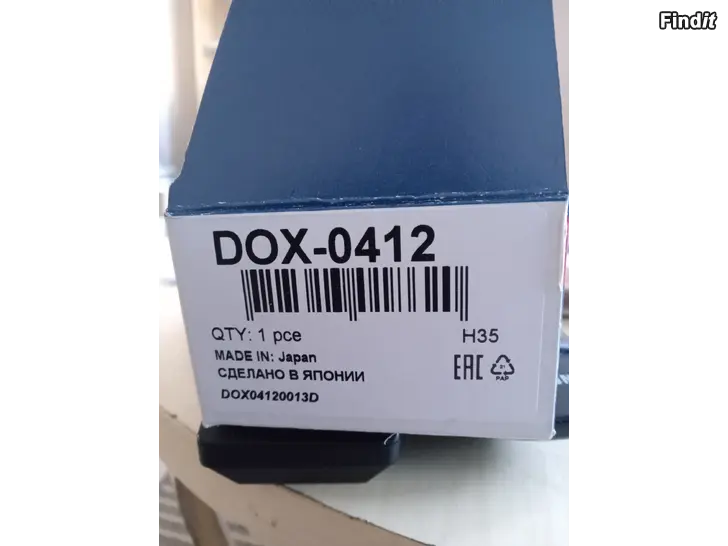 Findit
DOX-0412
QTY: 1 pce
H35
MADE IN: Japan
СДЕЛАНО В ЯПОНИИ
EAC
PAP
DOX04120013D